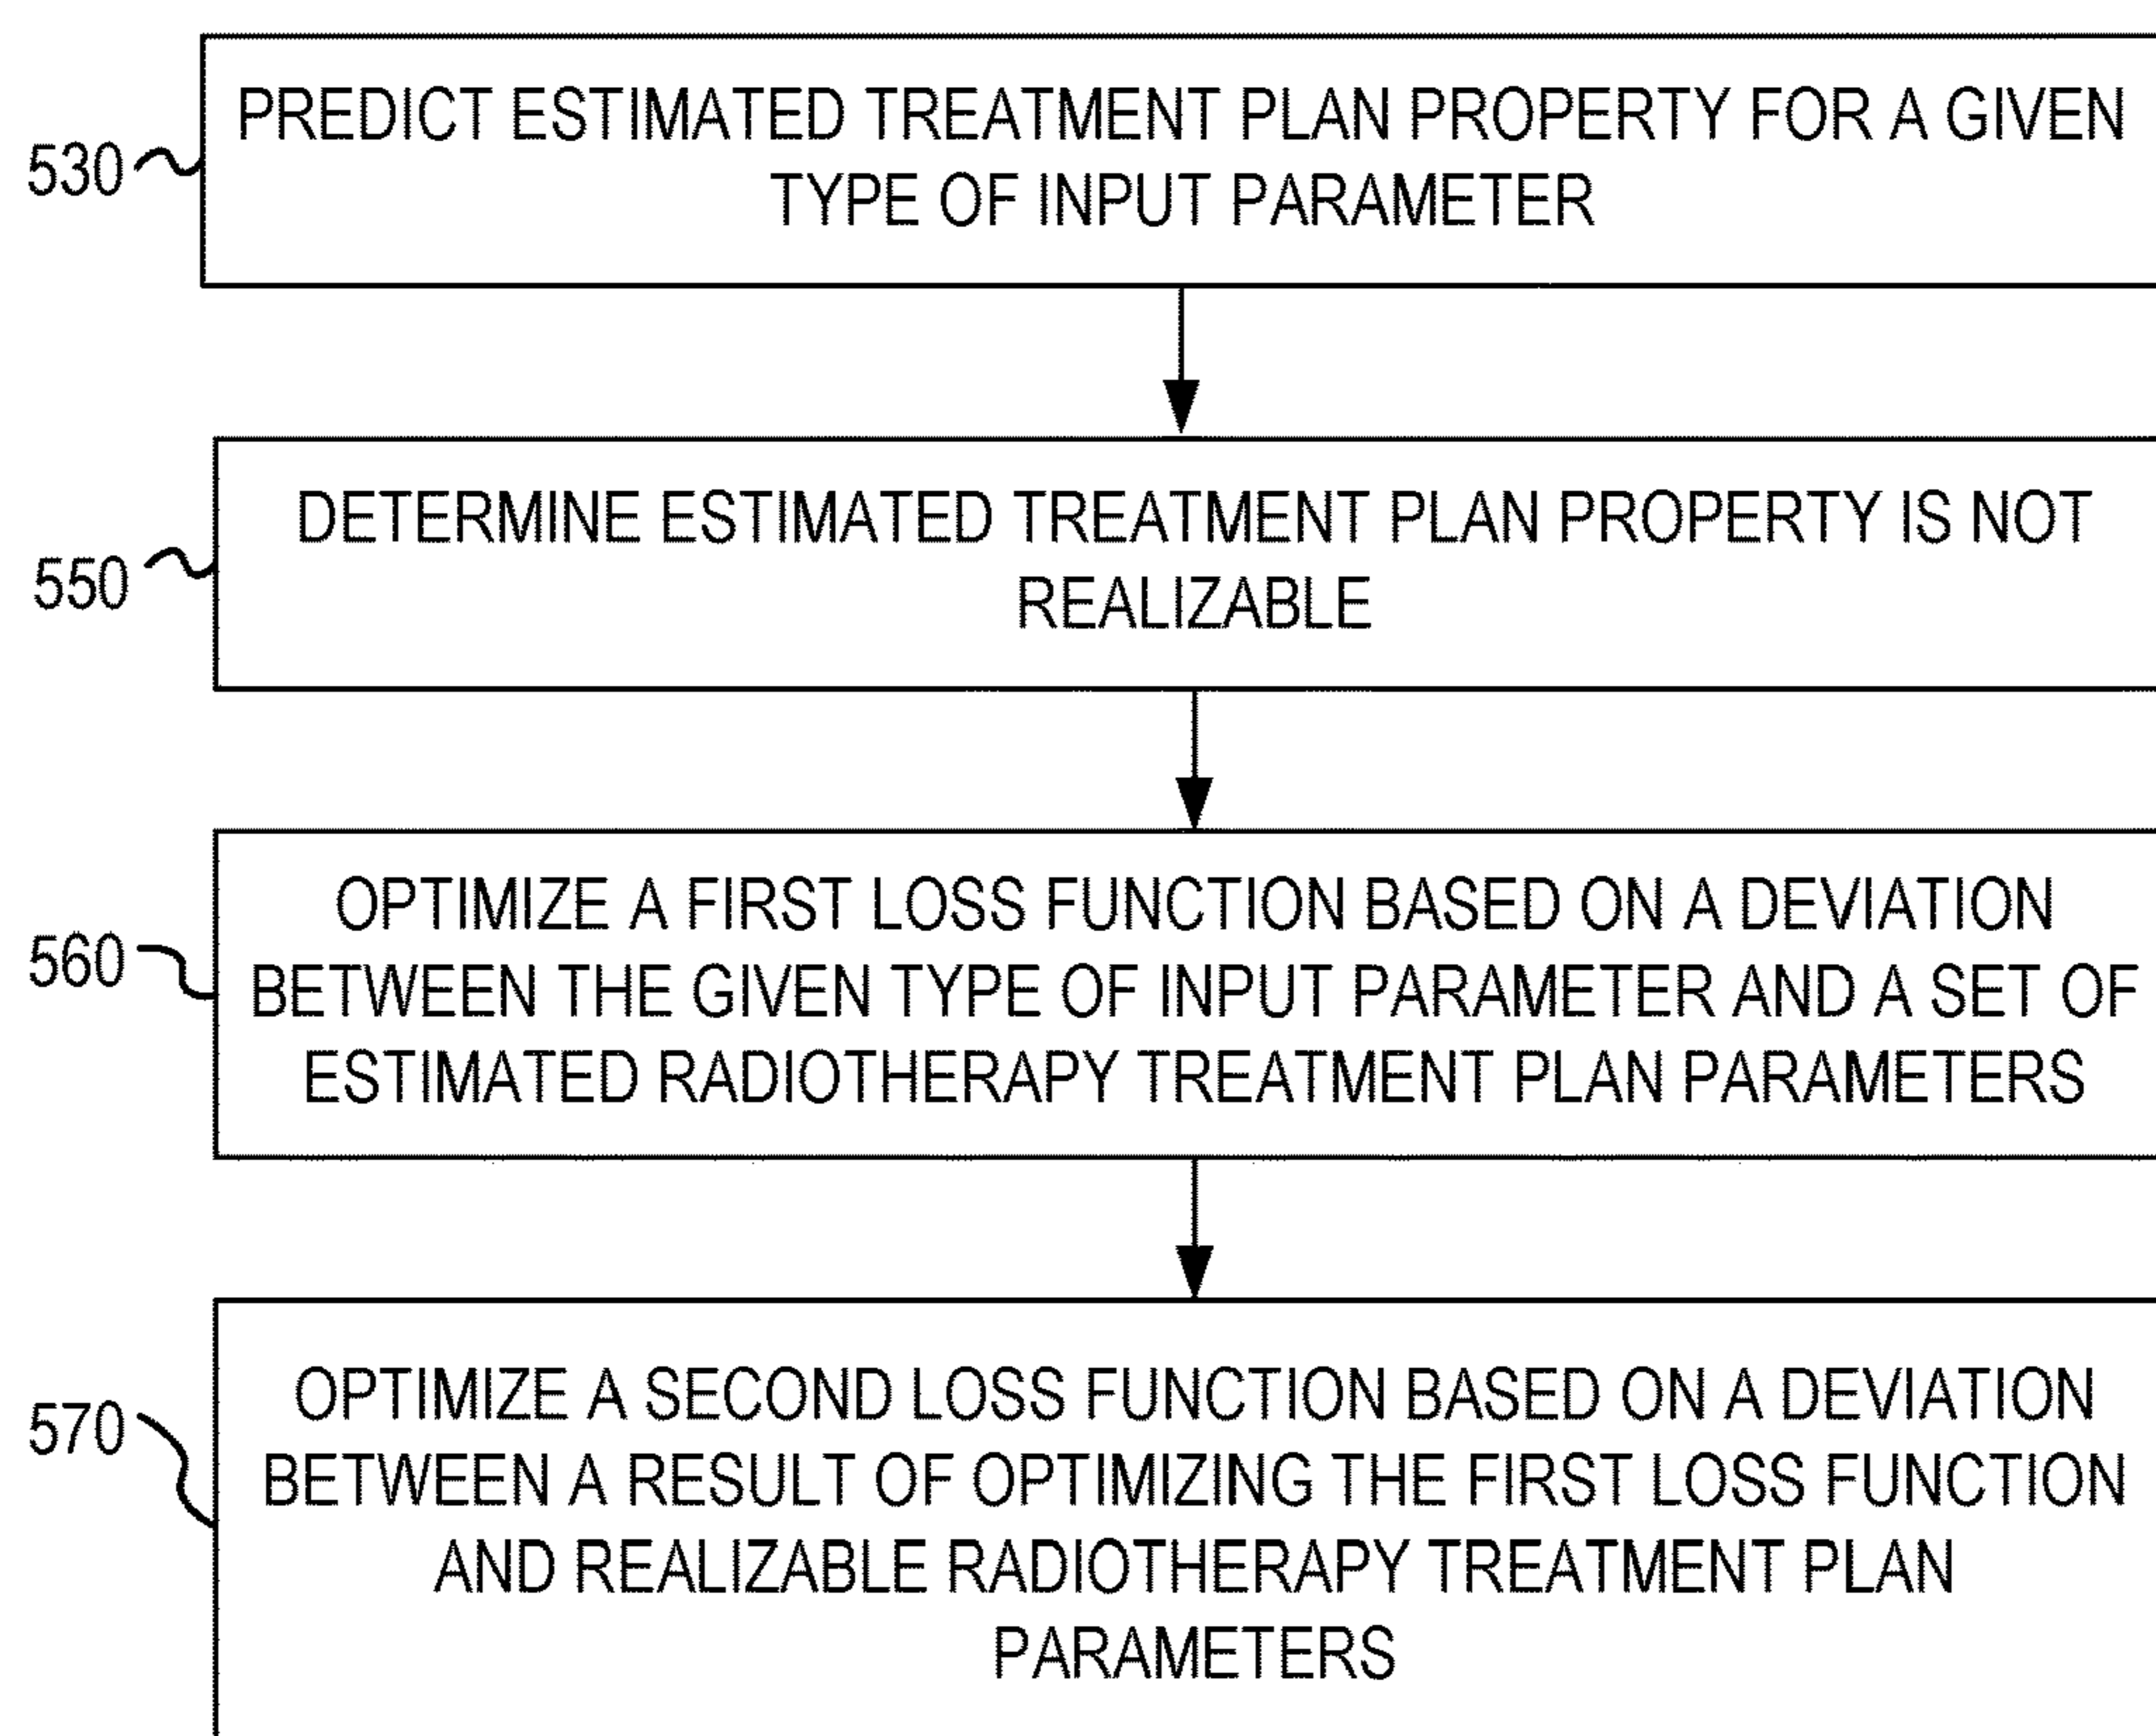 530
PREDICT ESTIMATED TREATMENT PLAN PROPERTY FOR A GIVEN
TYPE OF INPUT PARAMETER
550
DETERMINE ESTIMATED TREATMENT PLAN PROPERTY IS NOT
REALIZABLE
560
OPTIMIZE A FIRST LOSS FUNCTION BASED ON A DEVIATION
BETWEEN THE GIVEN TYPE OF INPUT PARAMETER AND A SET OF
ESTIMATED RADIOTHERAPY TREATMENT PLAN PARAMETERS
570
OPTIMIZE A SECOND LOSS FUNCTION BASED ON A DEVIATION
BETWEEN A RESULT OF OPTIMIZING THE FIRST LOSS FUNCTION
AND REALIZABLE RADIOTHERAPY TREATMENT PLAN
PARAMETERS